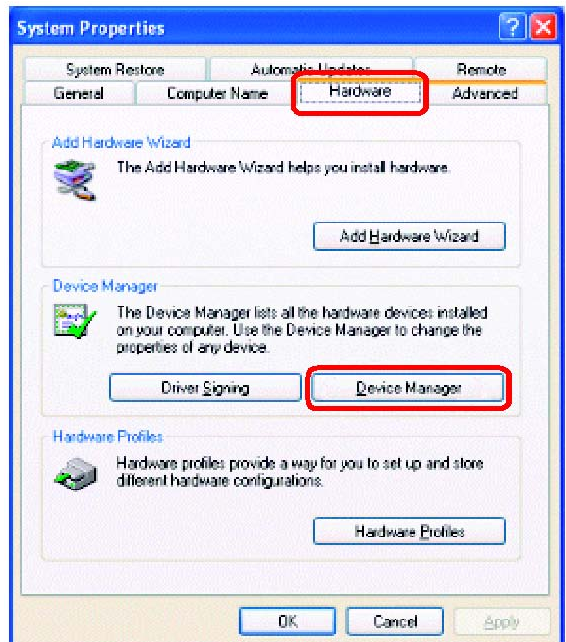 System Properties
System Restore Automatic Updates Remote
General Computer Name Hardware Advanced
Add Hardware Wizard
The Add Hardware Wizard helps you install hardware.
Add Hardware Wizard
Device Manager
The Device Manager lists all the hardware devices installed
on your computer. Use the Device Manager to change the
properties of any device.
Driver Signing Device Manager
Hardware Profiles
Hardware profiles provide a way for you to set up and store
different hardware configurations.
Hardware Profiles
OK Cancel Apply